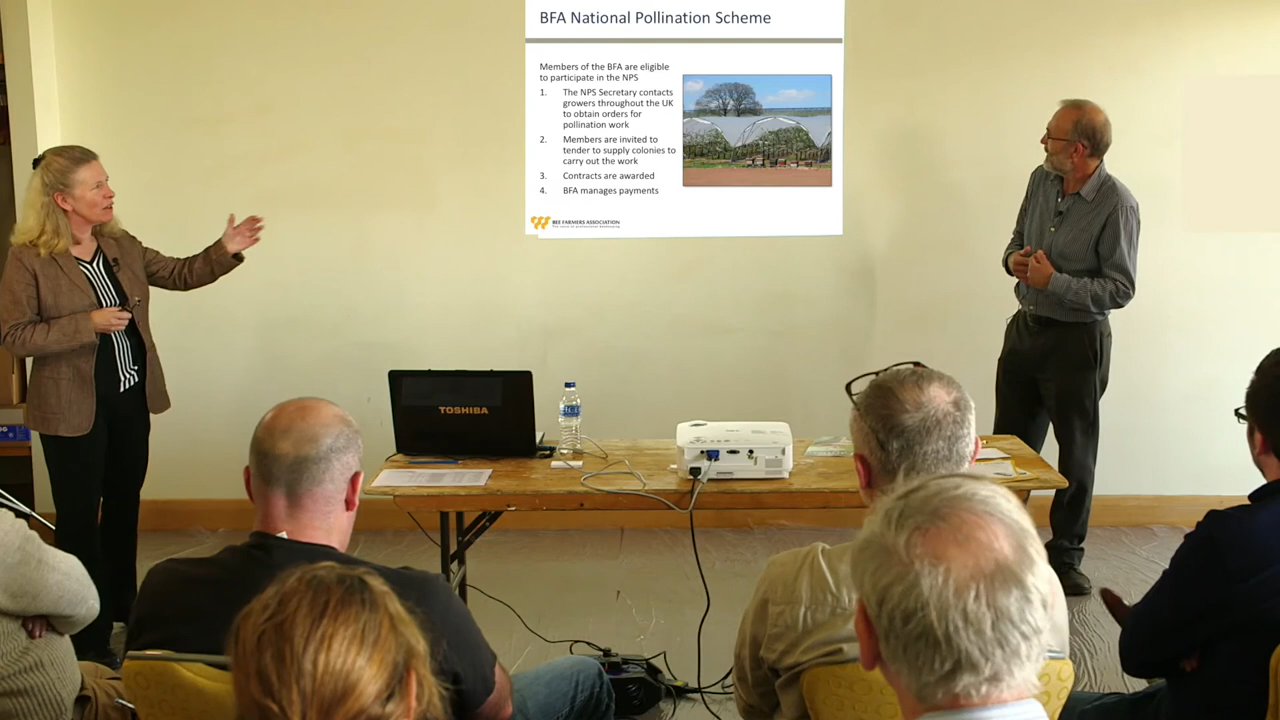 BFA National Pollination Scheme
Members of the BFA are eligible
to participate in the NPS
1. The NPS Secretary contacts
growers throughout the UK
to obtain orders for
pollination work
2. Members are invited to
tender to supply colonies to
carry out the work
3. Contracts are awarded
4. BFA manages payments
BEE FARMERS ASSOCIATION
TOSHIBA